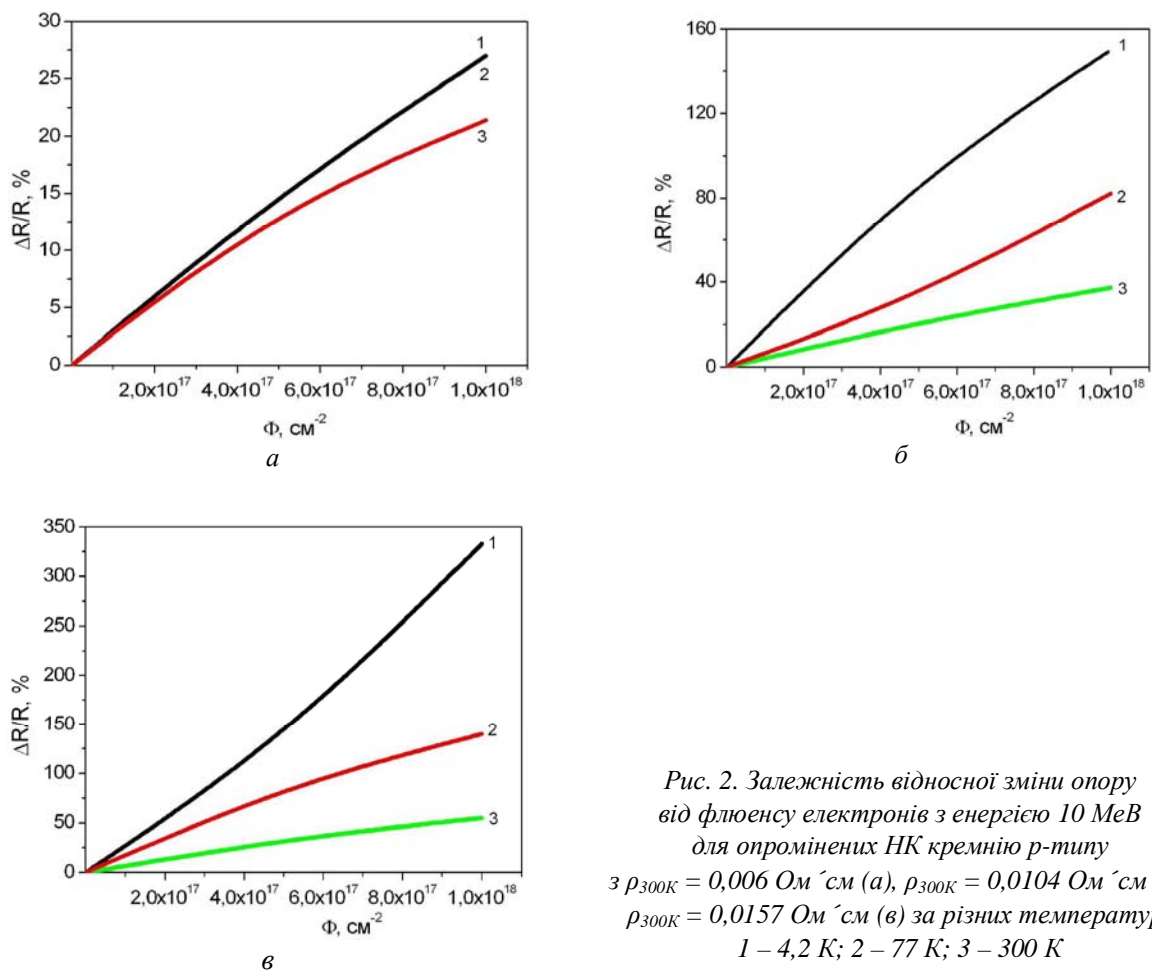 30
25
20
15
10
5
0
ΔR/R, %
1
2
3
2,0x10¹⁷ 4,0x10¹⁷ 6,0x10¹⁷ 8,0x10¹⁷ 1,0x10¹⁸
Φ, см⁻²
а
160
120
80
40
0
ΔR/R, %
1
2
3
2,0x10¹⁷ 4,0x10¹⁷ 6,0x10¹⁷ 8,0x10¹⁷ 1,0x10¹⁸
Φ, см⁻²
б
350
300
250
200
150
100
50
0
ΔR/R, %
1
2
3
2,0x10¹⁷ 4,0x10¹⁷ 6,0x10¹⁷ 8,0x10¹⁷ 1,0x10¹⁸
Φ, см⁻²
в
Рис. 2. Залежність відносної зміни опору
від флюенсу електронів з енергією 10 МеВ
для опромінених НК кремнію p-типу
з ρ300К = 0,006 Ом´см (а), ρ300К = 0,0104 Ом´см
ρ300К = 0,0157 Ом´см (в) за різних температур
1 – 4,2 К; 2 – 77 К; 3 – 300 К